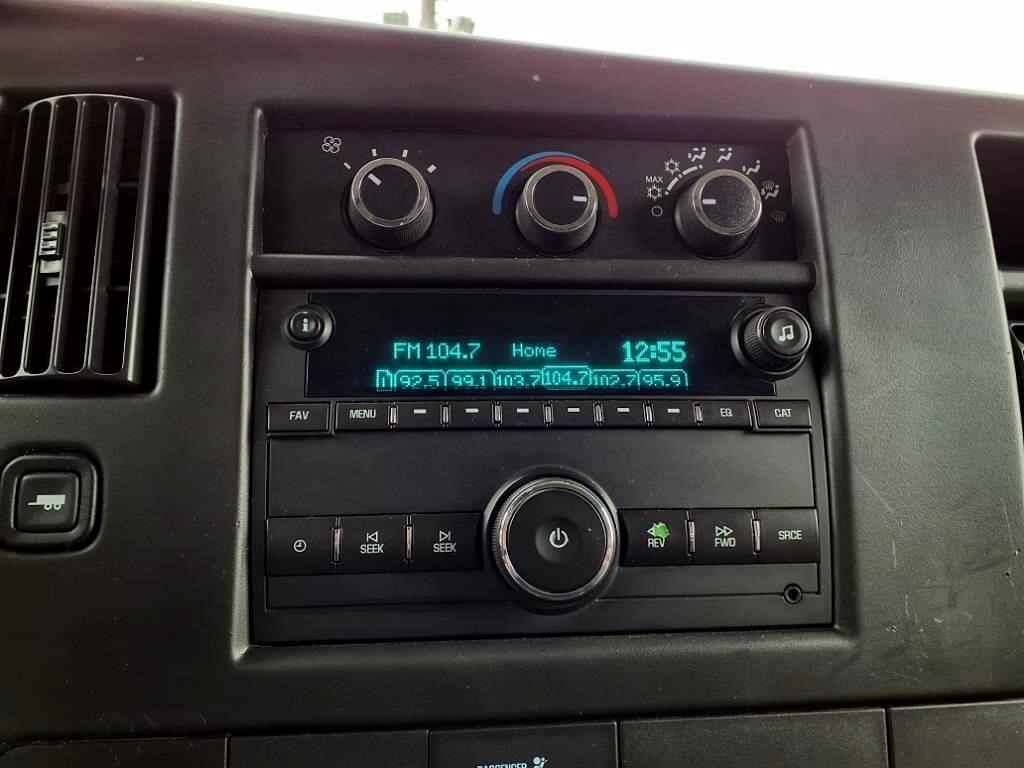 MAX
FM 104.7 Home 12:55
92.5 99.1 103.7 104.7 102.7 95.9
FAV MENU EQ CAT
SEEK SEEK REV FWD SRCE
PASSENGER